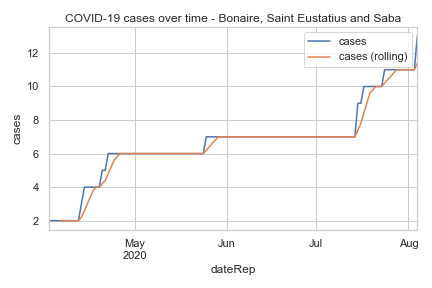 COVID-19 cases over time - Bonaire, Saint Eustatius and Saba
cases
cases (rolling)
12
10
8
6
4
2
cases
May
2020
Jun
Jul
Aug
dateRep